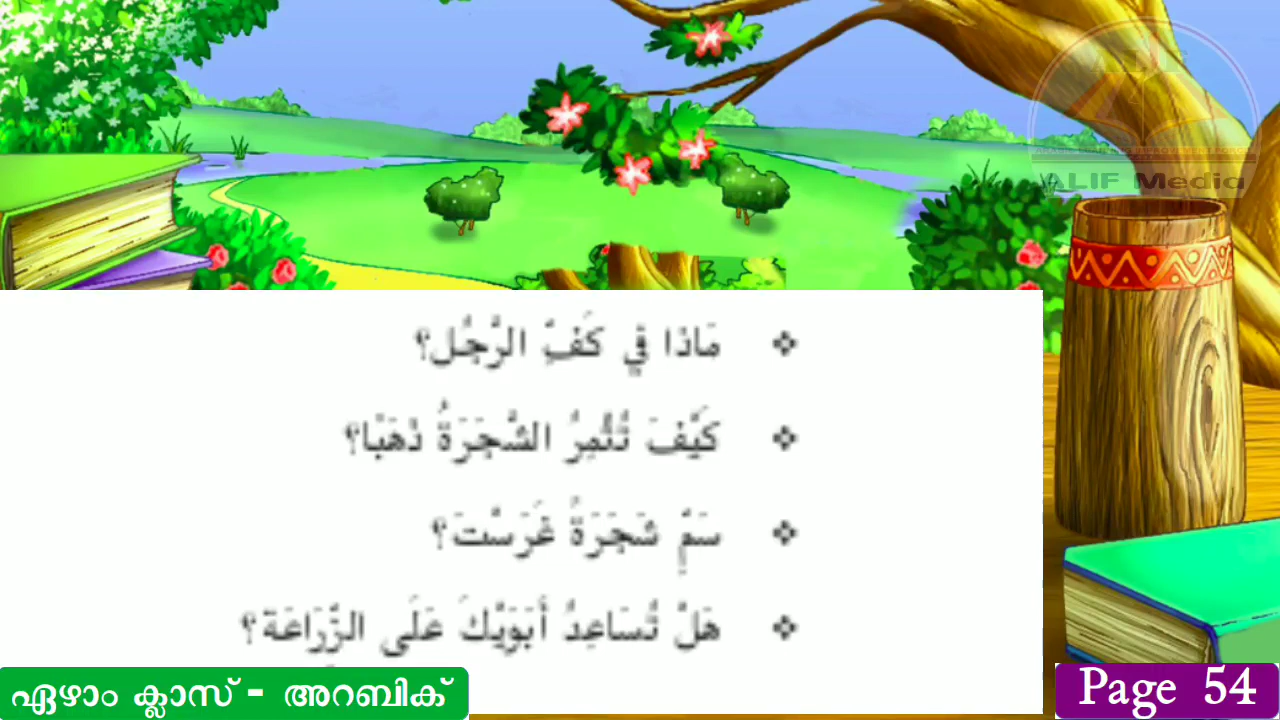 ALIF Media
❖ مَاذَا فِي كَفِّ الرَّجُلِ؟
❖ كَيْفَ تُثْمِرُ الشَّجَرَةُ ذَهَبًا؟
❖ سَمِّ شَجَرَةً غَرَسْتَ؟
❖ هَلْ تُسَاعِدُ أَبَوَيْكَ عَلَى الزِّرَاعَة؟
ഏഴാം ക്ലാസ് - അറബിക്
Page 54